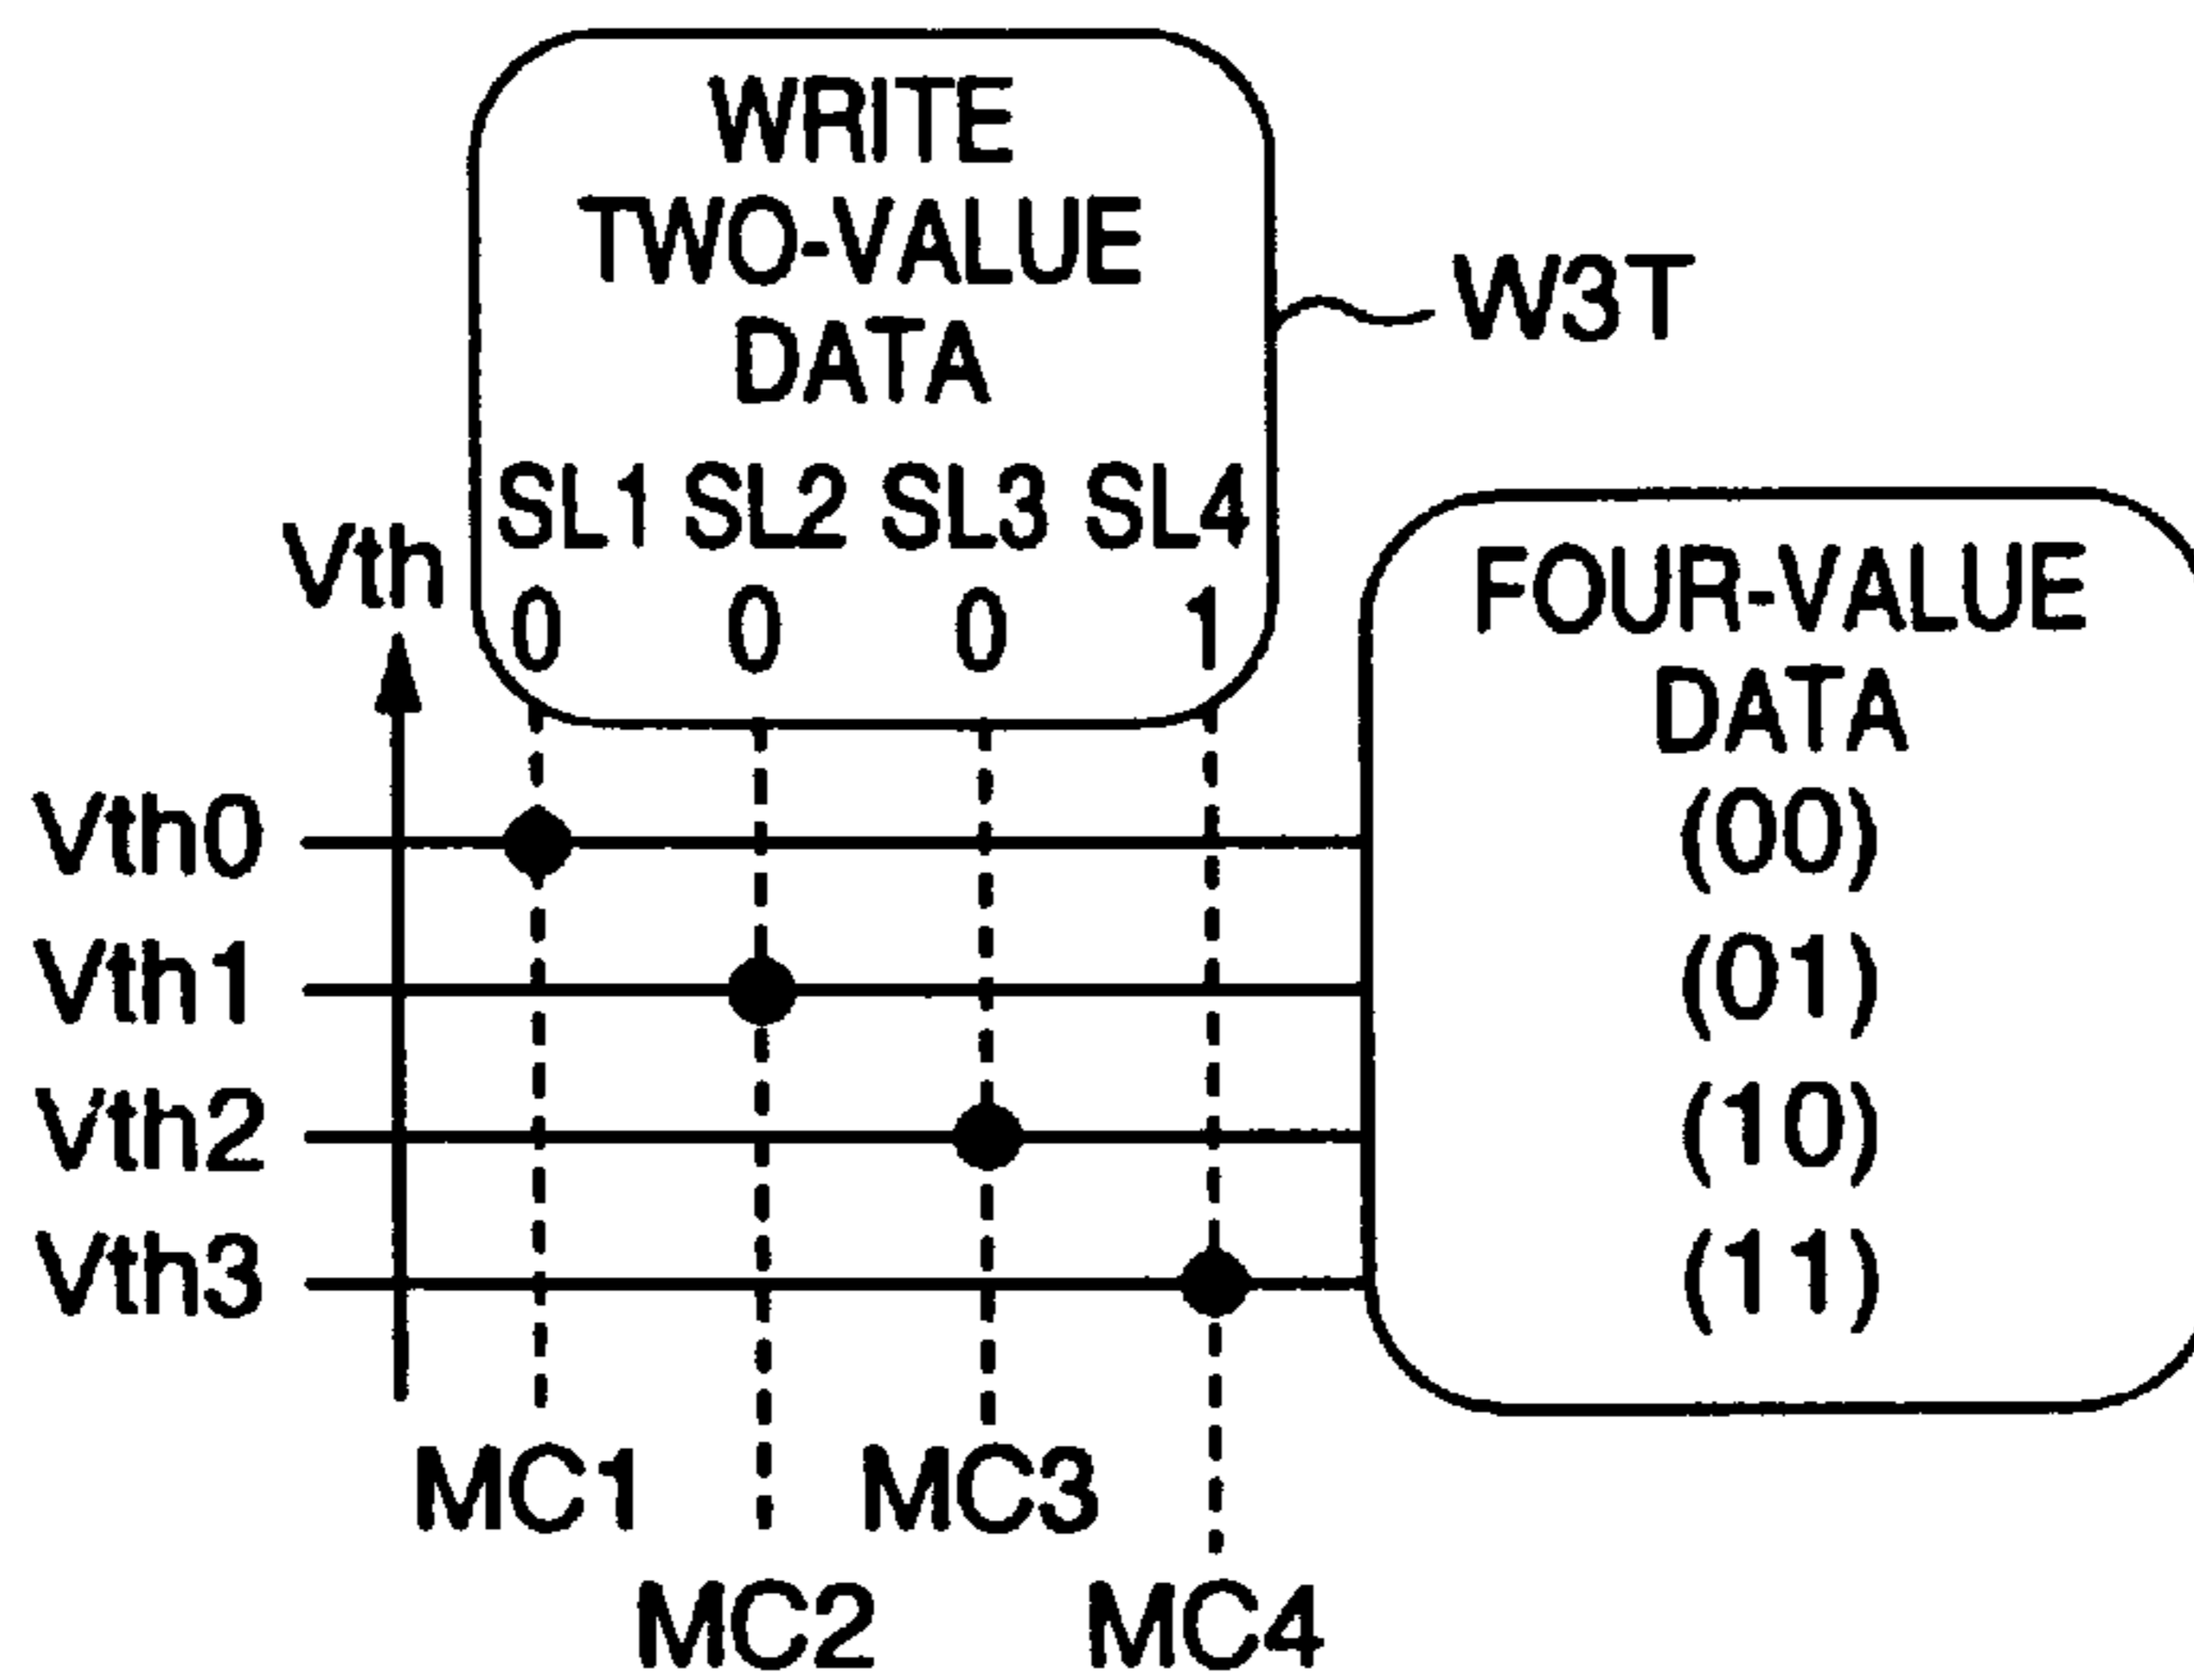 WRITE
TWO-VALUE
DATA
W3T
SL1 SL2 SL3 SL4
0 0 0 1
Vth
FOUR-VALUE
DATA
Vth0 (00)
Vth1 (01)
Vth2 (10)
Vth3 (11)
MC1 MC3
MC2 MC4